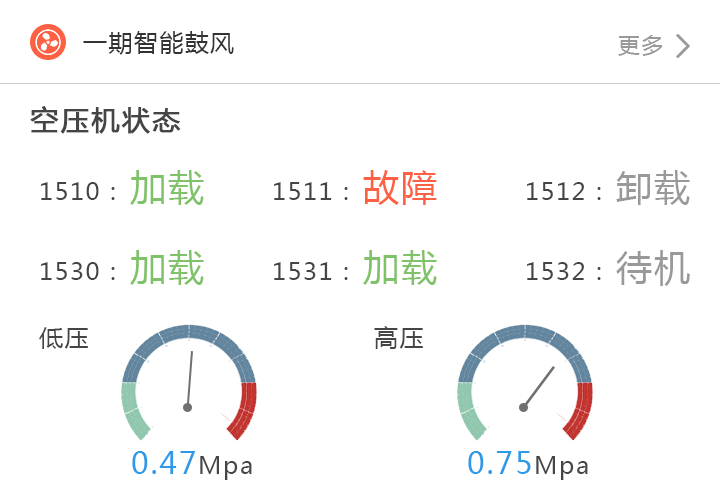 一期智能鼓风 更多
空压机状态
1510：加载 1511：故障 1512：卸载
1530：加载 1531：加载 1532：待机
低压 高压
0.47Mpa 0.75Mpa